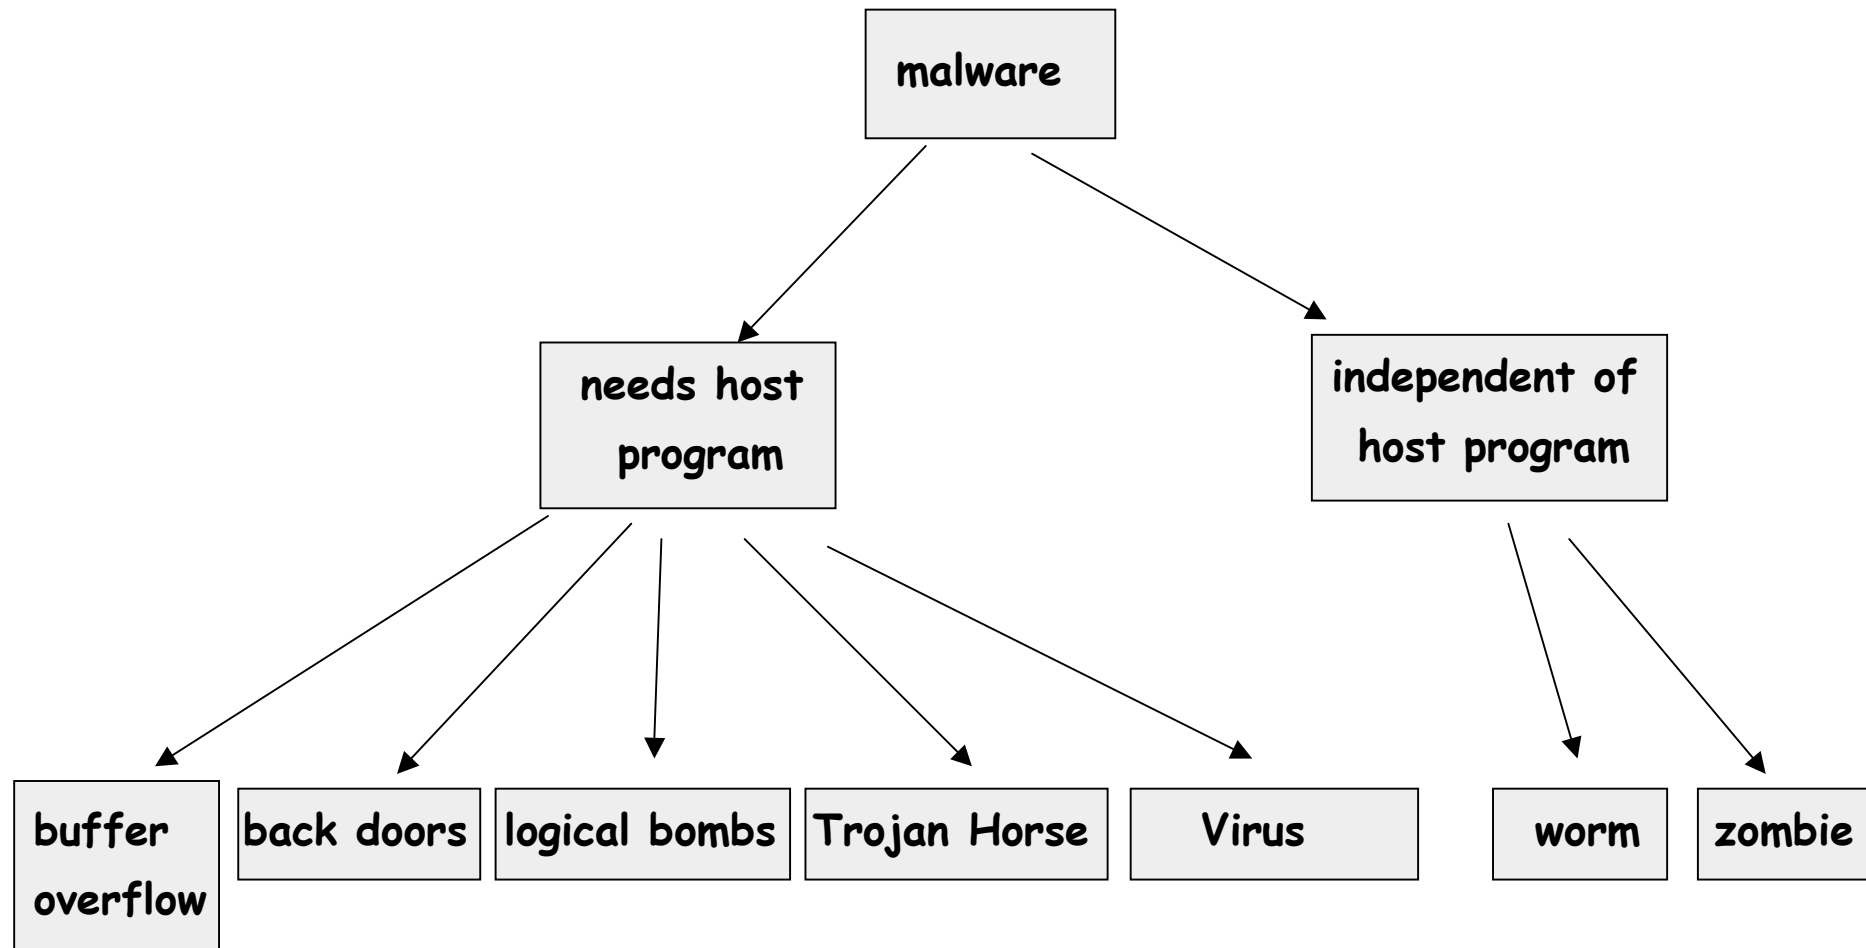 malware
needs host
program
independent of
host program
buffer
overflow
back doors
logical bombs
Trojan Horse
Virus
worm
zombie